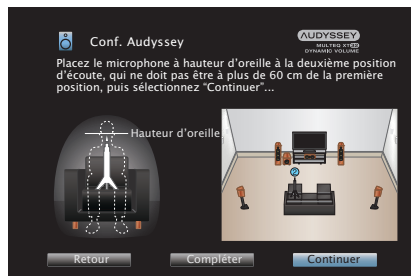 Conf. Audyssey
AUDYSSEY
MULTEQ XT32
DYNAMIC VOLUME
Placez le microphone à hauteur d'oreille à la deuxième position
d'écoute, qui ne doit pas être à plus de 60 cm de la première
position, puis sélectionnez “Continuer”...
Hauteur d'oreille
2
Retour
Compléter
Continuer